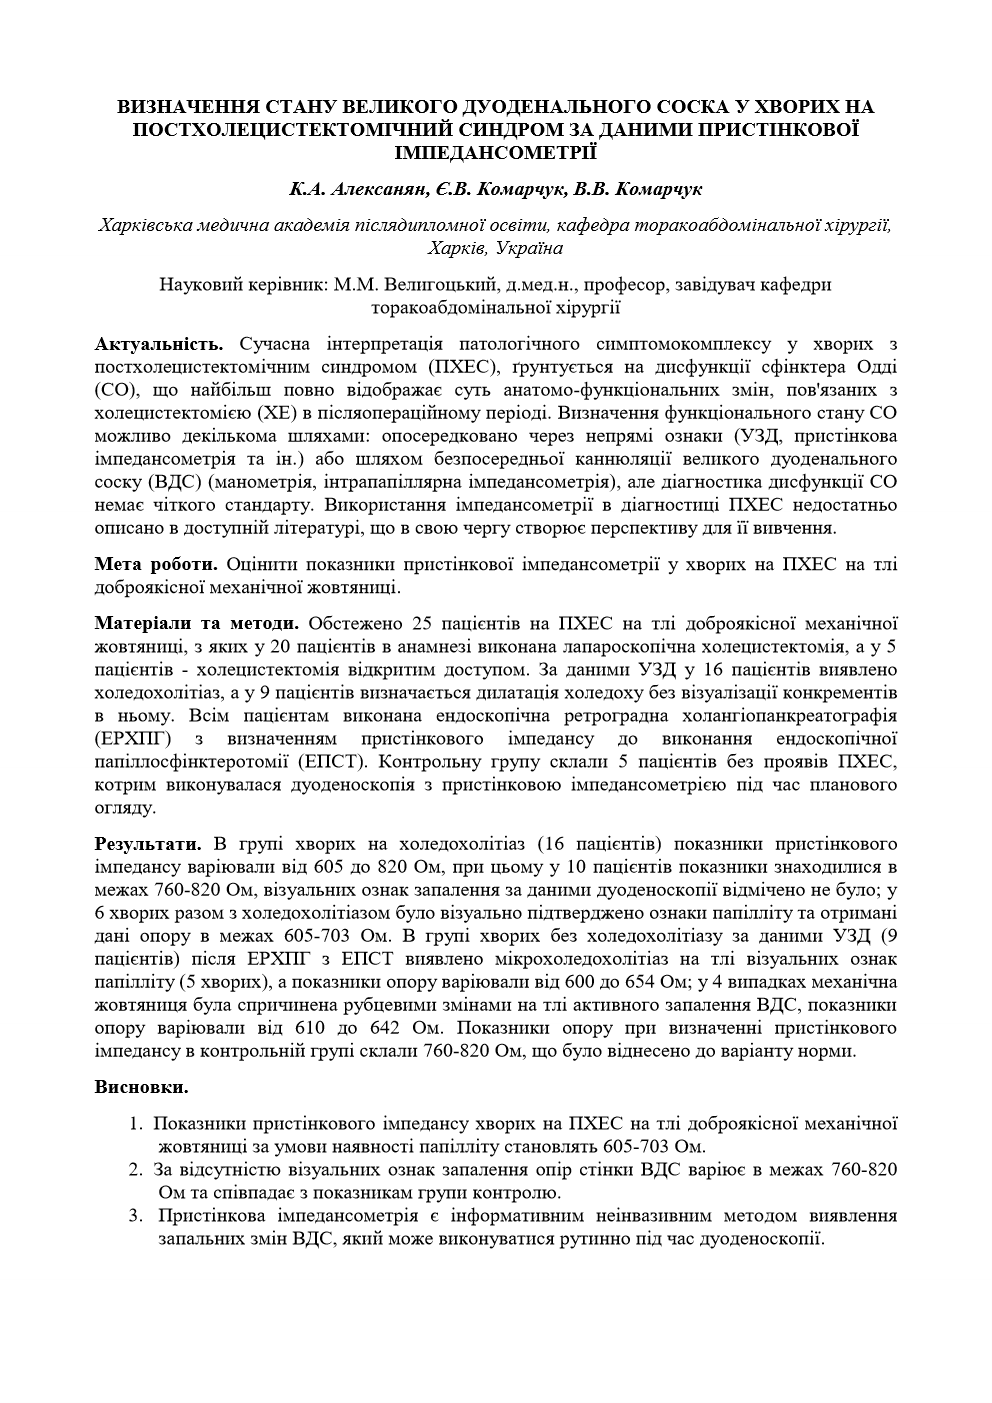 ВИЗНАЧЕННЯ СТАНУ ВЕЛИКОГО ДУОДЕНАЛЬНОГО СОСКА У ХВОРИХ НА
ПОСТХОЛЕЦИСТЕКТОМІЧНИЙ СИНДРОМ ЗА ДАНИМИ ПРИСТІНКОВОЇ
ІМПЕДАНСОМЕТРІЇ
К.А. Алексанян, Є.В. Комарчук, В.В. Комарчук
Харківська медична академія післядипломної освіти, кафедра торакоабдомінальної хірургії,
Харків, Україна
Науковий керівник: М.М. Велигоцький, д.мед.н., професор, завідувач кафедри
торакоабдомінальної хірургії
Актуальність. Сучасна інтерпретація патологічного симптомокомплексу у хворих з
постхолецистектомічним синдромом (ПХЕС), ґрунтується на дисфункції сфінктера Одді
(СО), що найбільш повно відображає суть анатомо-функціональних змін, пов'язаних з
холецистектомією (ХЕ) в післяопераційному періоді. Визначення функціонального стану СО
можливо декількома шляхами: опосередковано через непрямі ознаки (УЗД, пристінкова
імпедансометрія та ін.) або шляхом безпосередньої каннюляції великого дуоденального
соску (ВДС) (манометрія, інтрапапіллярна імпедансометрія), але діагностика дисфункції СО
немає чіткого стандарту. Використання імпедансометрії в діагностиці ПХЕС недостатньо
описано в доступній літературі, що в свою чергу створює перспективу для її вивчення.
Мета роботи. Оцінити показники пристінкової імпедансометрії у хворих на ПХЕС на тлі
доброякісної механічної жовтяниці.
Матеріали та методи. Обстежено 25 пацієнтів на ПХЕС на тлі доброякісної механічної
жовтяниці, з яких у 20 пацієнтів в анамнезі виконана лапароскопічна холецистектомія, а у 5
пацієнтів - холецистектомія відкритим доступом. За даними УЗД у 16 пацієнтів виявлено
холедохолітіаз, а у 9 пацієнтів визначається дилатація холедоху без візуалізації конкрементів
в ньому. Всім пацієнтам виконана ендоскопічна ретроградна холангіопанкреатографія
(ЕРХПГ) з визначенням пристінкового імпедансу до виконання ендоскопічної
папіллосфінктеротомії (ЕПСТ). Контрольну групу склали 5 пацієнтів без проявів ПХЕС,
котрим виконувалася дуоденоскопія з пристінковою імпедансометрією під час планового
огляду.
Результати. В групі хворих на холедохолітіаз (16 пацієнтів) показники пристінкового
імпедансу варіювали від 605 до 820 Ом, при цьому у 10 пацієнтів показники знаходилися в
межах 760-820 Ом, візуальних ознак запалення за даними дуоденоскопії відмічено не було; у
6 хворих разом з холедохолітіазом було візуально підтверджено ознаки папілліту та отримані
дані опору в межах 605-703 Ом. В групі хворих без холедохолітіазу за даними УЗД (9
пацієнтів) після ЕРХПГ з ЕПСТ виявлено мікрохоледохолітіаз на тлі візуальних ознак
папілліту (5 хворих), а показники опору варіювали від 600 до 654 Ом; у 4 випадках механічна
жовтяниця була спричинена рубцевими змінами на тлі активного запалення ВДС, показники
опору варіювали від 610 до 642 Ом. Показники опору при визначенні пристінкового
імпедансу в контрольній групі склали 760-820 Ом, що було віднесено до варіанту норми.
Висновки.
1. Показники пристінкового імпедансу хворих на ПХЕС на тлі доброякісної механічної
жовтяниці за умови наявності папілліту становлять 605-703 Ом.
2. За відсутністю візуальних ознак запалення опір стінки ВДС варіює в межах 760-820
Ом та співпадає з показникам групи контролю.
3. Пристінкова імпедансометрія є інформативним неінвазивним методом виявлення
запальних змін ВДС, який може виконуватися рутинно під час дуоденоскопії.